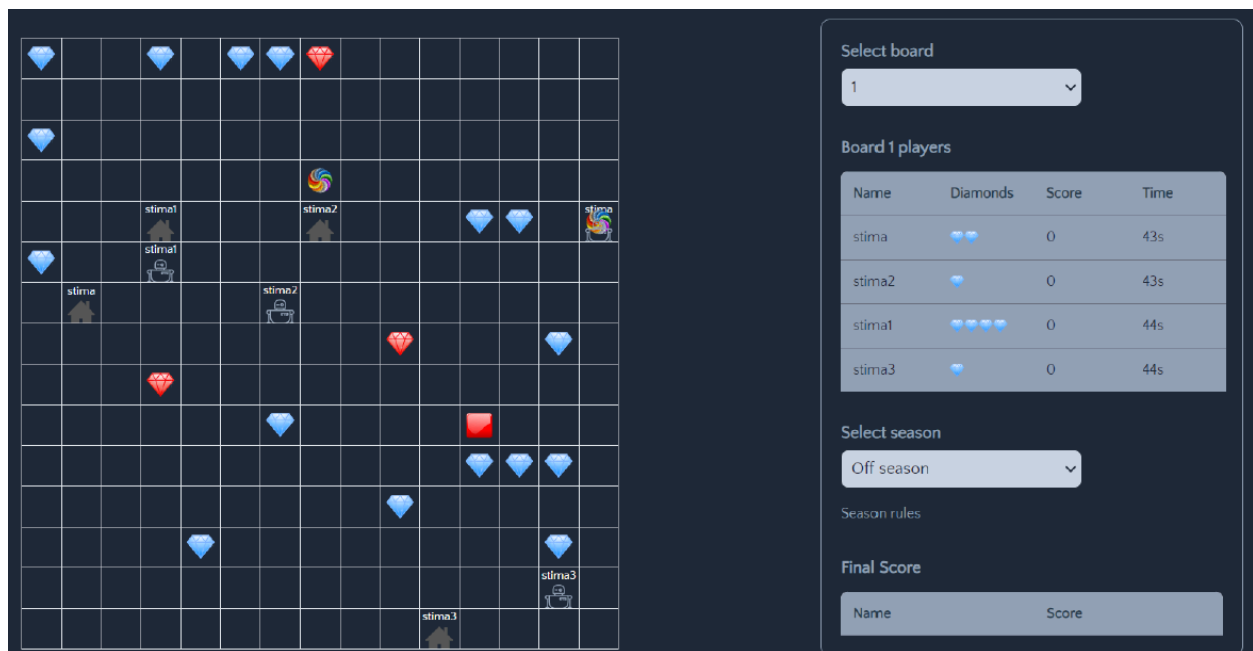 stima1
stima2
stima
stima1
stima
stima2
stima3
stima3
Select board
1
Board 1 players
Name Diamonds Score Time
stima 0 43s
stima2 0 43s
stima1 0 44s
stima3 0 44s
Select season
Off season
Season rules
Final Score
Name Score